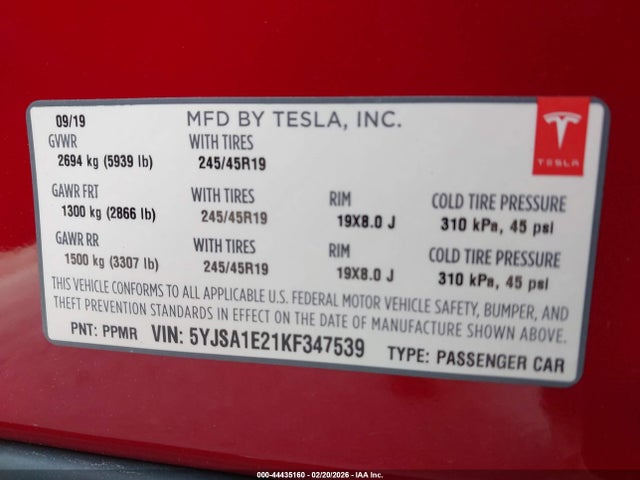 09/19 MFD BY TESLA, INC.
GVWR WITH TIRES
2694 kg (5939 lb) 245/45R19
TESLA
GAWR FRT WITH TIRES RIM COLD TIRE PRESSURE
1300 kg (2866 lb) 245/45R19 19X8.0 J 310 kPa, 45 psi
GAWR RR WITH TIRES RIM COLD TIRE PRESSURE
1500 kg (3307 lb) 245/45R19 19X8.0 J 310 kPa, 45 psi
THIS VEHICLE CONFORMS TO ALL APPLICABLE U.S. FEDERAL MOTOR VEHICLE SAFETY, BUMPER, AND
THEFT PREVENTION STANDARDS IN EFFECT ON THE DATE OF MANUFACTURE SHOWN ABOVE.
PNT: PPMR VIN: 5YJSA1E21KF347539 TYPE: PASSENGER CAR
000-44435160 - 02/20/2026 - IAA Inc.